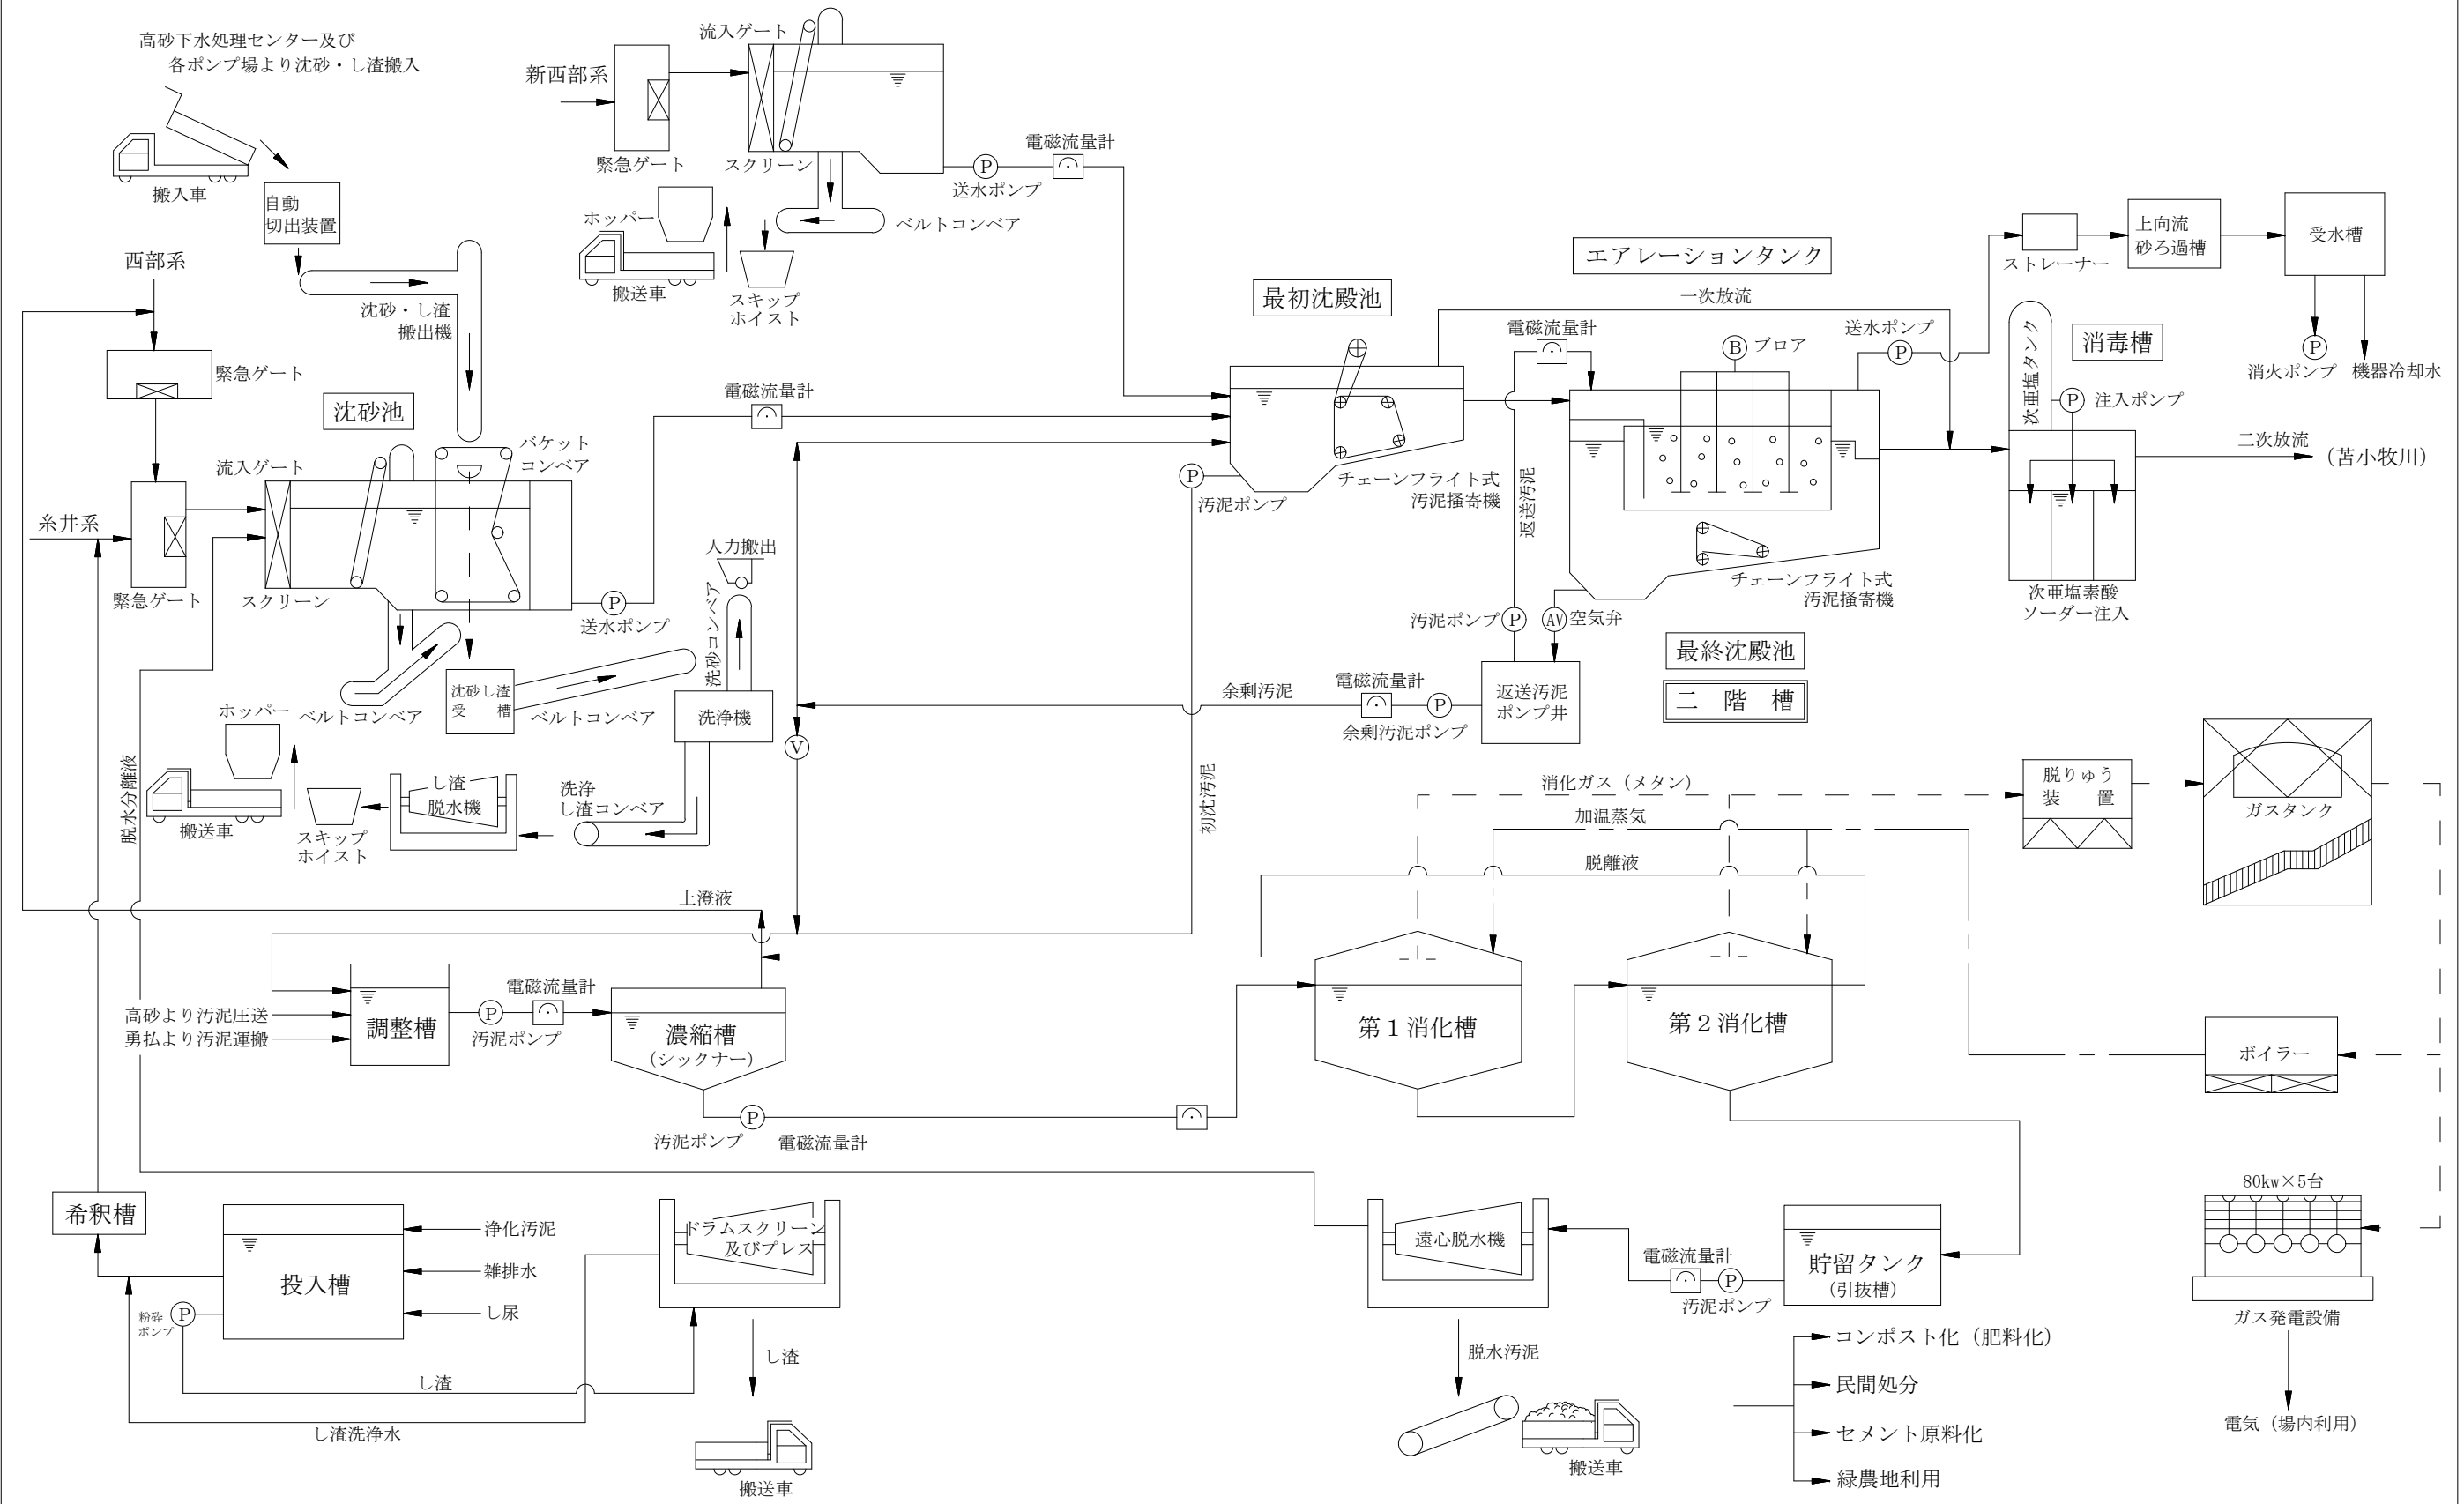 高砂下水処理センター及び
各ポンプ場より沈砂・し渣搬入
搬入車
自動
切出装置
西部系
沈砂・し渣
搬出機
緊急ゲート
沈砂池
バケット
コンベア
流入ゲート
糸井系
緊急ゲート
スクリーン
送水ポンプ
電磁流量計
新西部系
流入ゲート
緊急ゲート
スクリーン
電磁流量計
送水ポンプ
ホッパー
搬送車
スキップ
ホイスト
ベルトコンベア
人力搬出
洗砂コンベア
沈砂し渣
受　槽
ベルトコンベア
ベルトコンベア
洗浄機
ホッパー
搬送車
スキップ
ホイスト
し渣
脱水機
洗浄
し渣コンベア
脱水分離液
最初沈殿池
エアレーションタンク
一次放流
電磁流量計
ブロア
B
送水ポンプ
汚泥ポンプ
チェーンフライト式
汚泥掻寄機
返送汚泥
チェーンフライト式
汚泥掻寄機
汚泥ポンプ
AV
空気弁
最終沈殿池
二 階 槽
返送汚泥
ポンプ井
余剰汚泥
電磁流量計
余剰汚泥ポンプ
V
初沈汚泥
ストレーナー
上向流
砂ろ過槽
受水槽
消火ポンプ
機器冷却水
次亜塩タンク
消毒槽
注入ポンプ
二次放流
(苫小牧川)
次亜塩素酸
ソーダー注入
消化ガス（メタン）
加温蒸気
脱離液
脱りゅう
装　置
ガスタンク
上澄液
高砂より汚泥圧送
勇払より汚泥運搬
調整槽
電磁流量計
汚泥ポンプ
濃縮槽
(シックナー)
汚泥ポンプ
電磁流量計
第１消化槽
第２消化槽
ボイラー
80kw×5台
ガス発電設備
電気（場内利用）
希釈槽
投入槽
浄化汚泥
雑排水
し尿
粉砕
ポンプ
し渣
し渣洗浄水
ドラムスクリーン
及びプレス
し渣
搬送車
遠心脱水機
電磁流量計
汚泥ポンプ
貯留タンク
(引抜槽)
脱水汚泥
搬送車
コンポスト化（肥料化）
民間処分
セメント原料化
緑農地利用
P
P
P
P
P
P
P
P
P
P
P
P
P